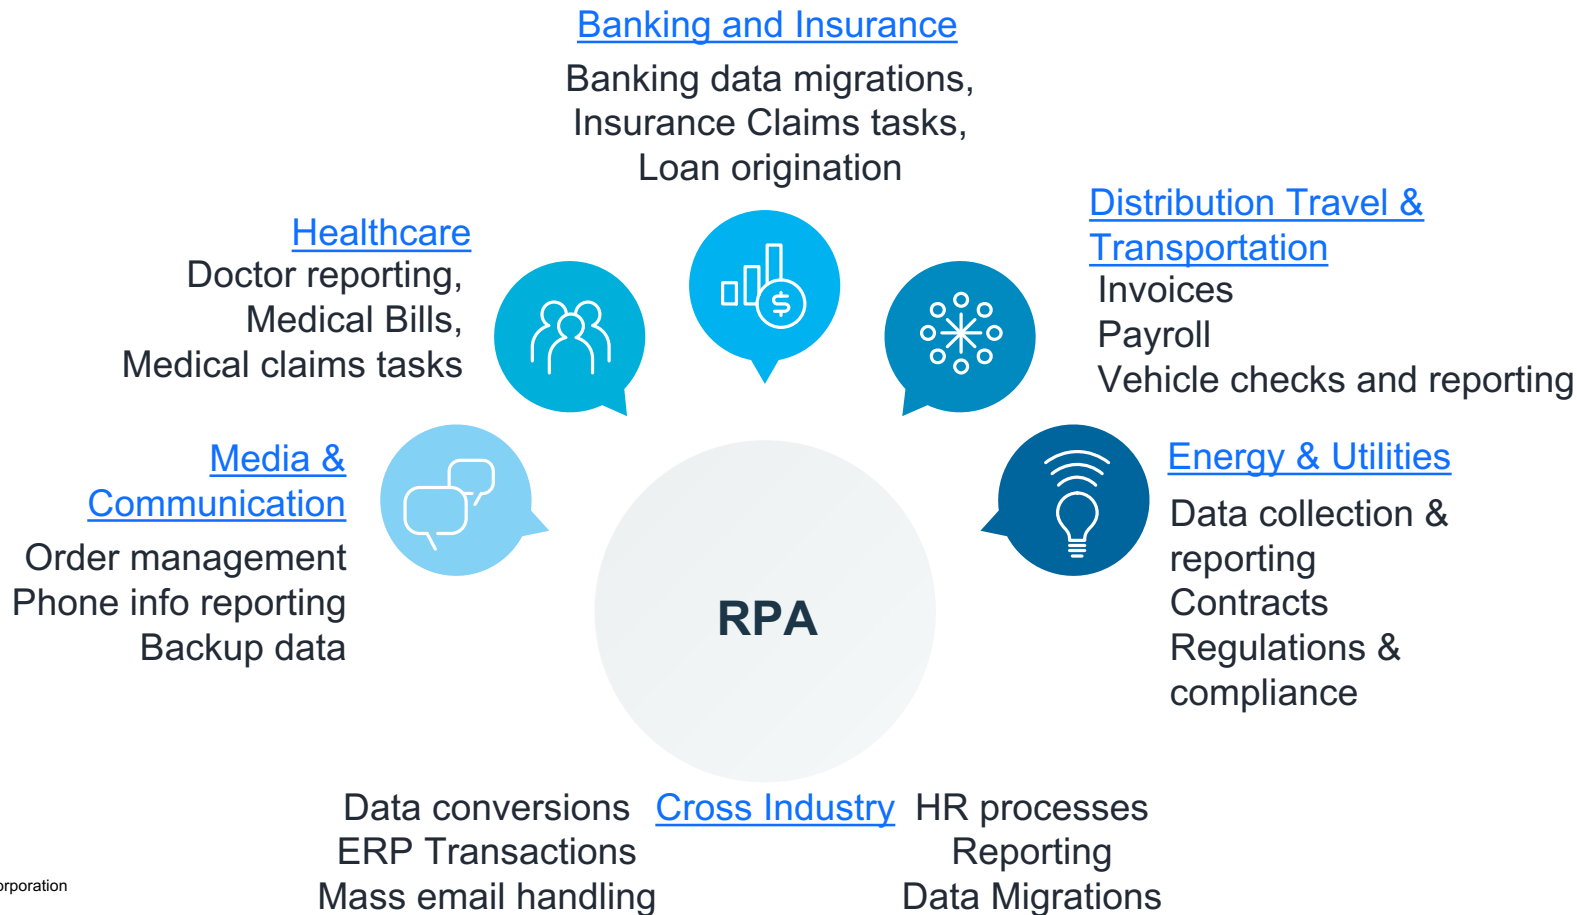 Banking and Insurance
Banking data migrations,
Insurance Claims tasks,
Loan origination
Healthcare
Doctor reporting,
Medical Bills,
Medical claims tasks
Distribution Travel &
Transportation
Invoices
Payroll
Vehicle checks and reporting
Media &
Communication
Order management
Phone info reporting
Backup data
Energy & Utilities
Data collection &
reporting
Contracts
Regulations &
compliance
$
RPA
Cross Industry
Data conversions
ERP Transactions
Mass email handling
HR processes
Reporting
Data Migrations